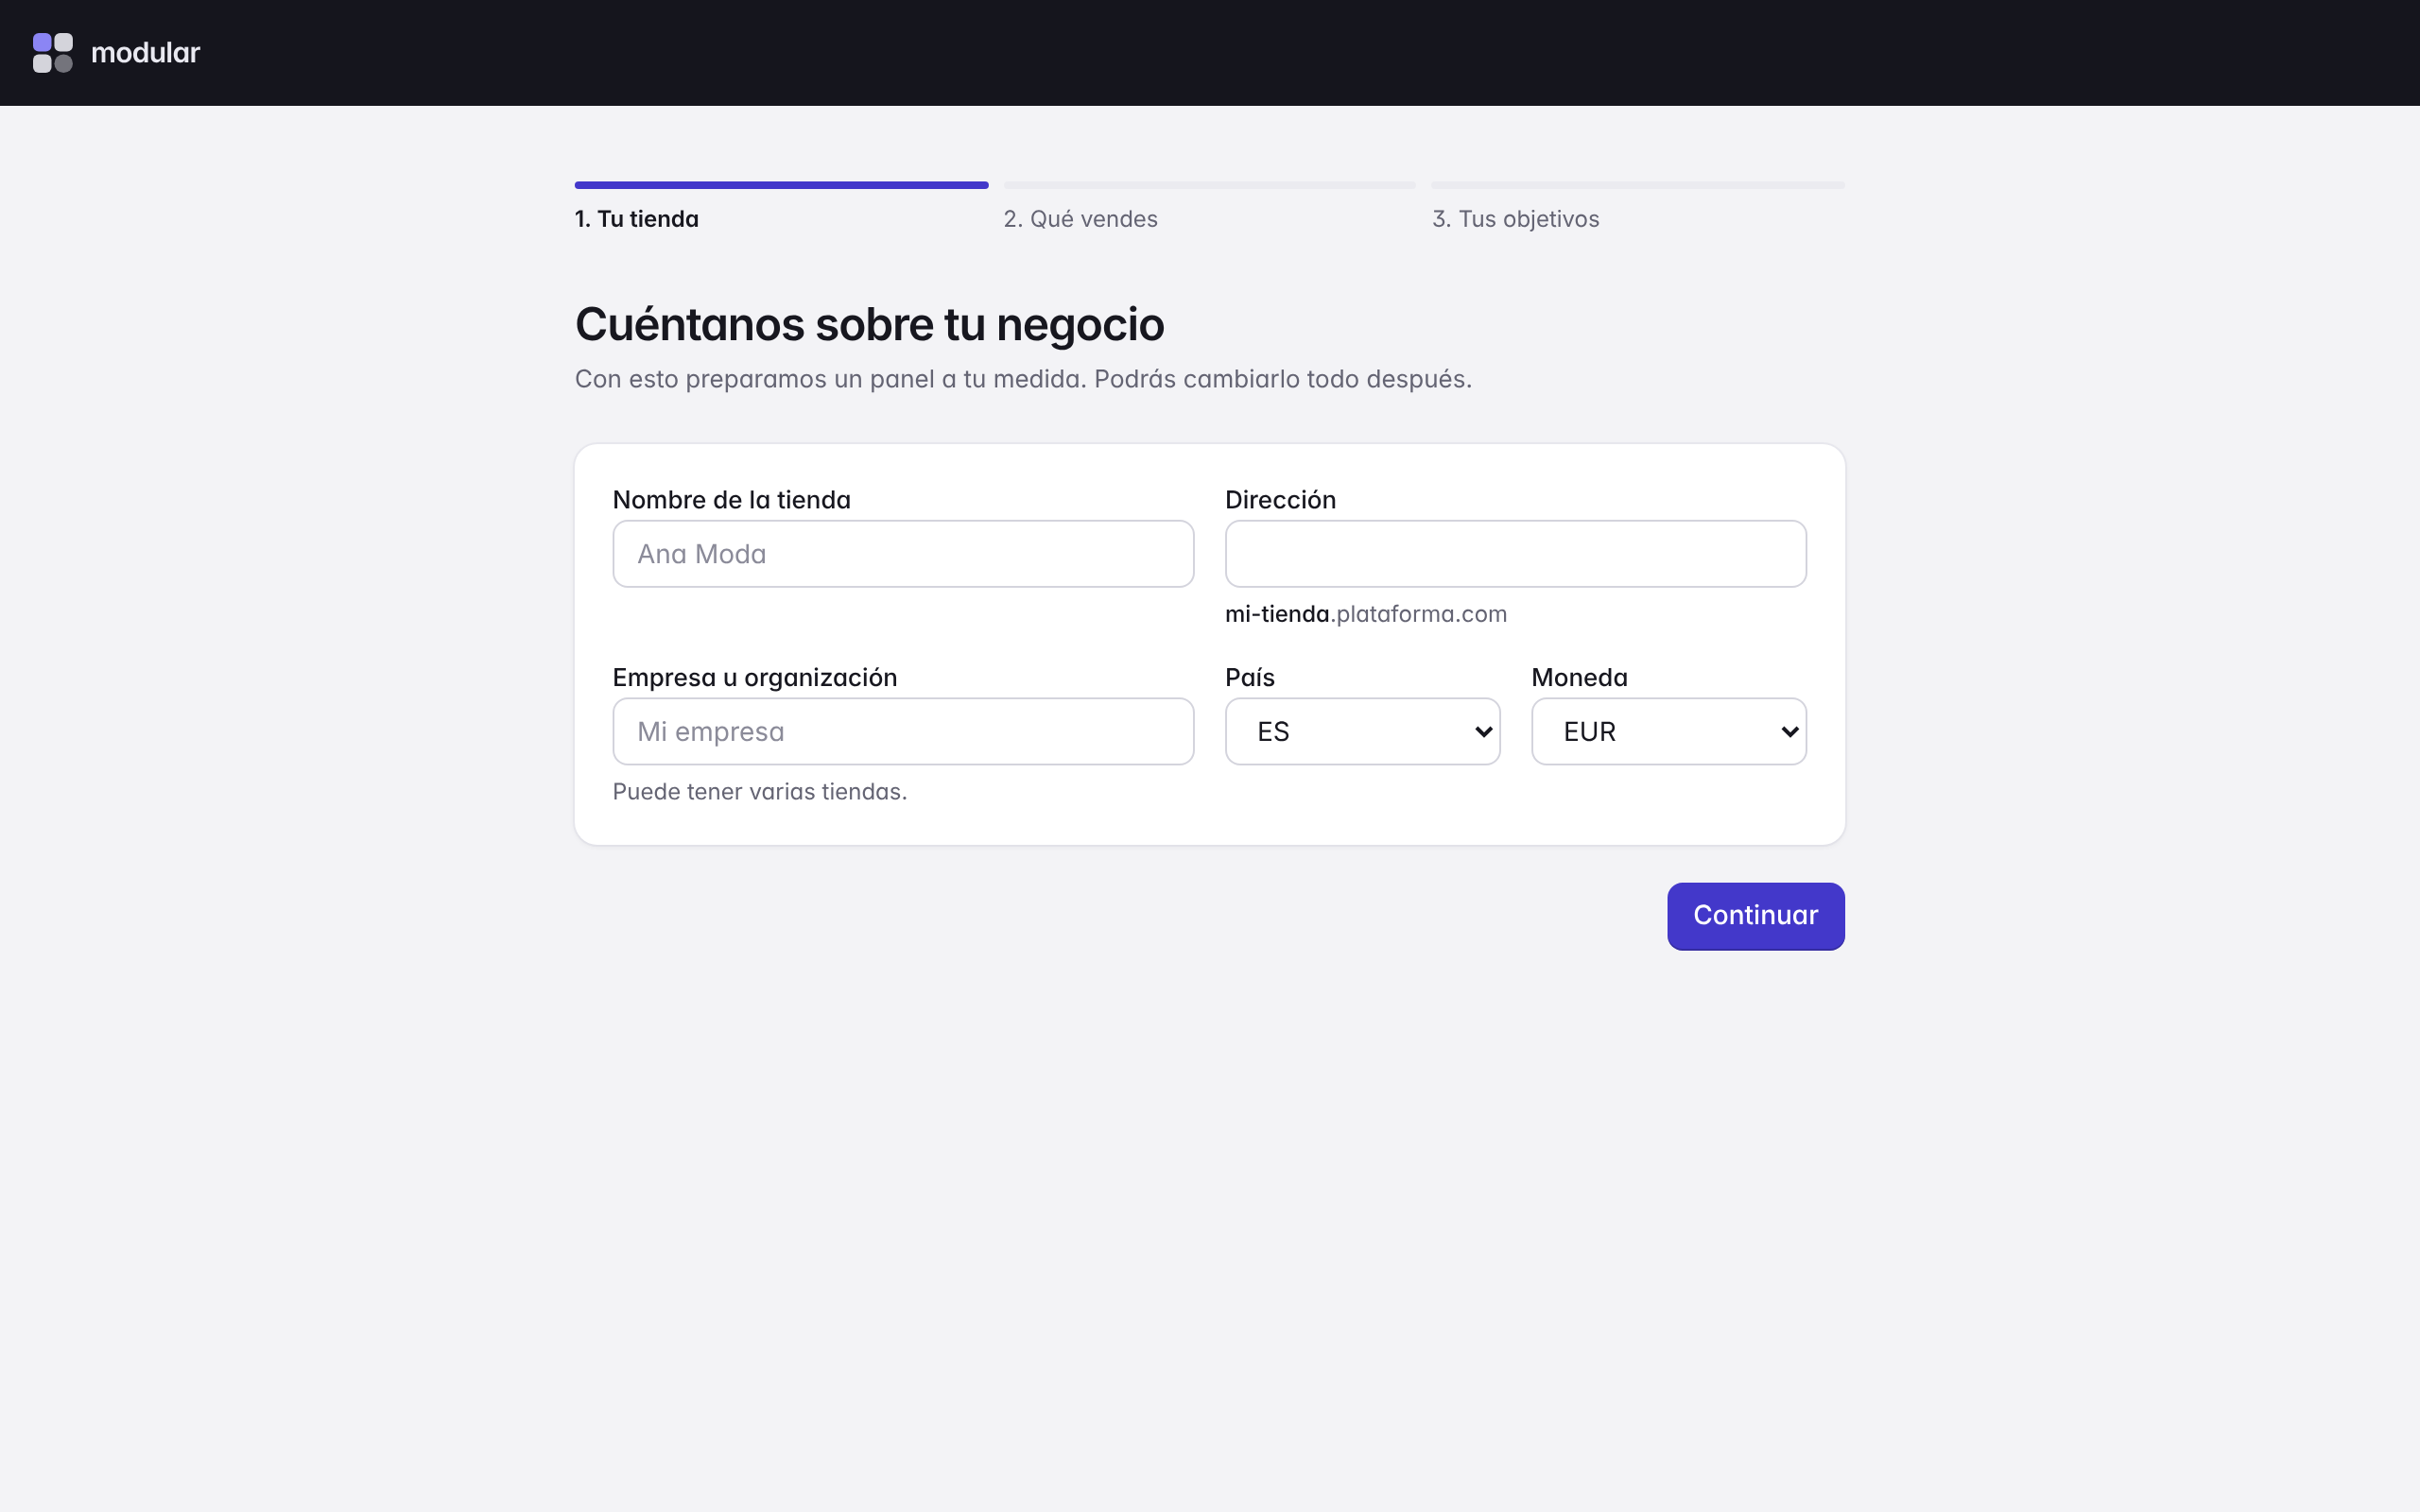 modular
1. Tu tienda
2. Qué vendes
3. Tus objetivos
Cuéntanos sobre tu negocio
Con esto preparamos un panel a tu medida. Podrás cambiarlo todo después.
Nombre de la tienda
Ana Moda
Dirección
mi-tienda.plataforma.com
Empresa u organización
Mi empresa
Puede tener varias tiendas.
País
ES
Moneda
EUR
Continuar